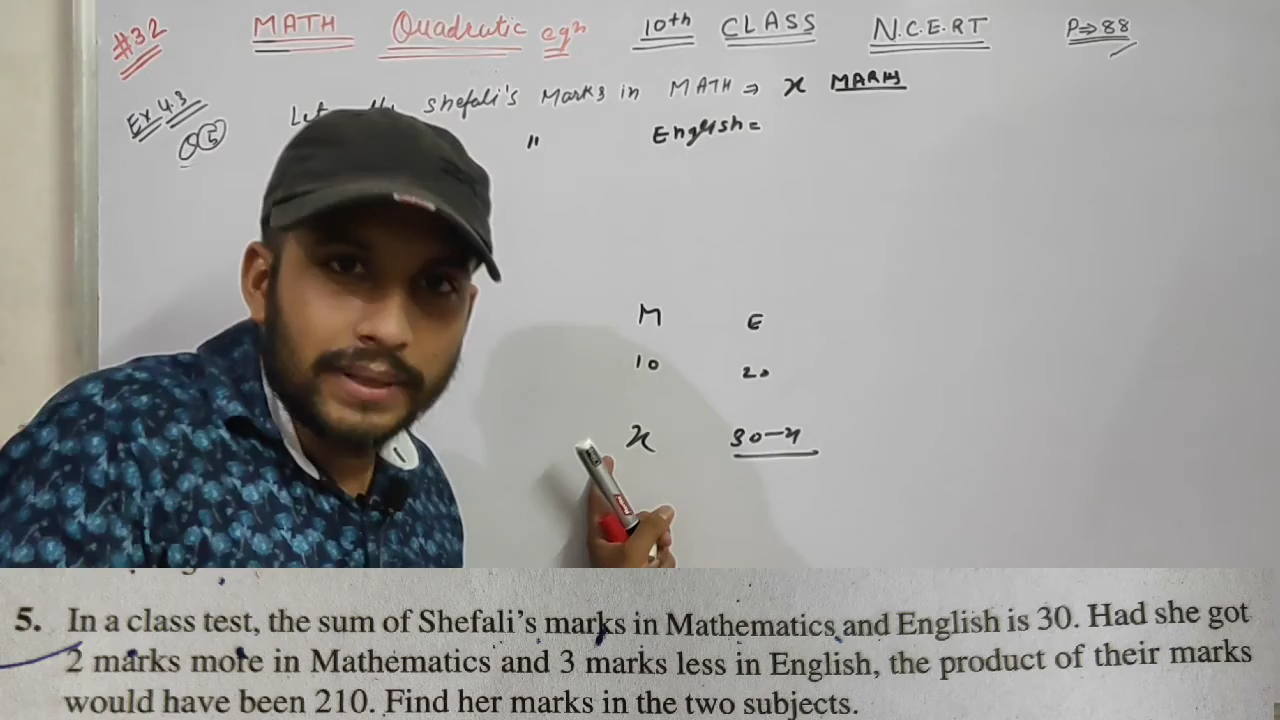 #32 MATH Quadratic eqn 10th CLASS N.C.E.RT P⇒88
Ex 4.3 Let Shefali's Marks in MATH ⇒ x MARKS
Q5 " English =
M E
10 20
x 30-x
5. In a class test, the sum of Shefali's marks in Mathematics and English is 30. Had she got
2 marks more in Mathematics and 3 marks less in English, the product of their marks
would have been 210. Find her marks in the two subjects.